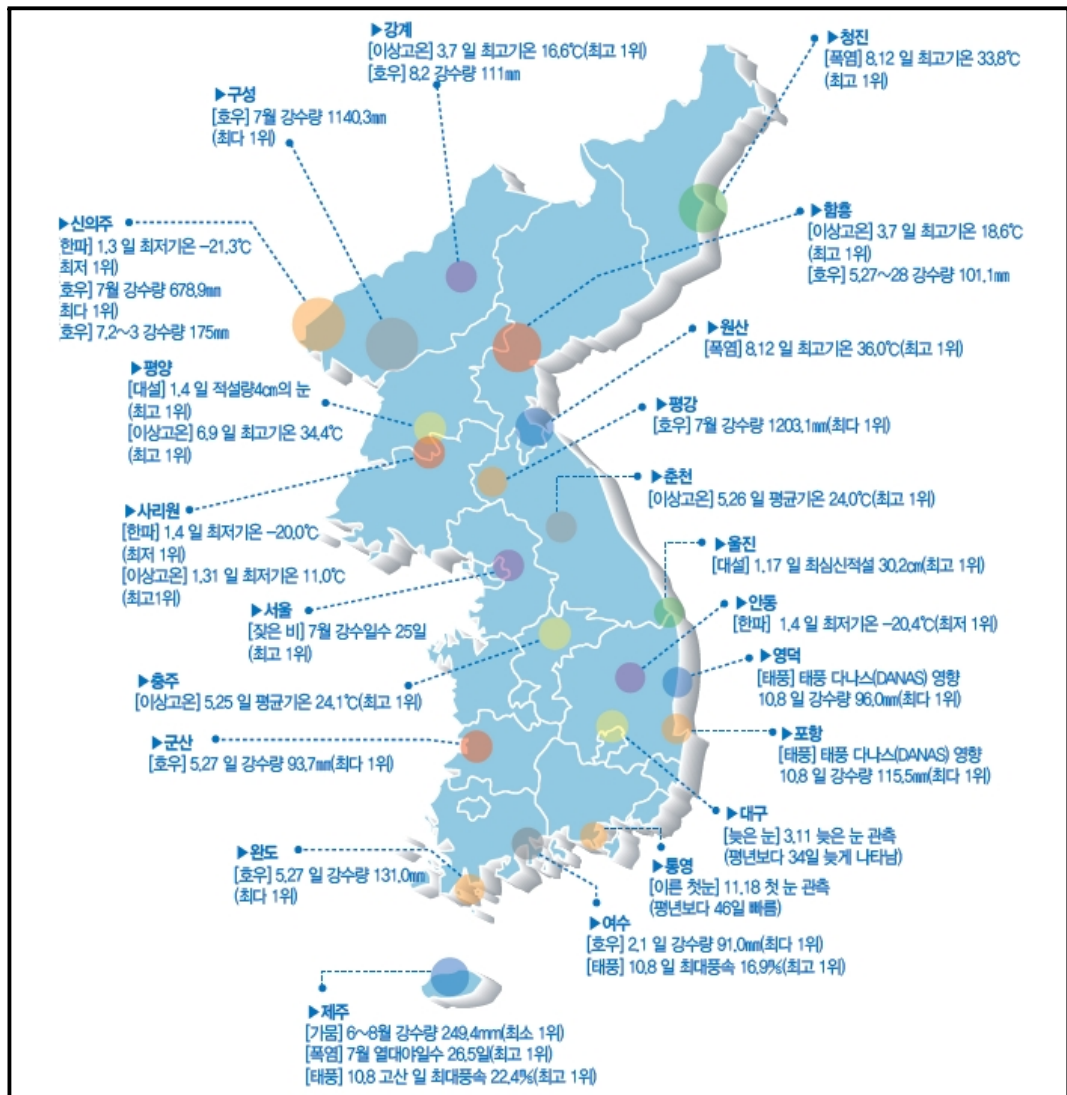 ▶강계
[이상고온] 3.7 일 최고기온 16.6℃(최고 1위)
[호우] 8.2 강수량 111㎜
▶청진
[폭염] 8.12 일 최고기온 33.8℃
(최고 1위)
▶구성
[호우] 7월 강수량 1140.3㎜
(최다 1위)
▶신의주
한파] 1.3 일 최저기온 -21.3℃
최저 1위)
호우] 7월 강수량 678.9㎜
최다 1위)
호우] 7.2~3 강수량 175㎜
▶함흥
[이상고온] 3.7 일 최고기온 18.6℃
(최고 1위)
[호우] 5.27~28 강수량 101.1㎜
▶원산
[폭염] 8.12 일 최고기온 36.0℃(최고 1위)
▶평양
[대설] 1.4 일 적설량4㎝의 눈
(최고 1위)
[이상고온] 6.9 일 최고기온 34.4℃
(최고 1위)
▶평강
[호우] 7월 강수량 1203.1㎜(최다 1위)
▶춘천
[이상고온] 5.26 일 평균기온 24.0℃(최고 1위)
▶사리원
[한파] 1.4 일 최저기온 -20.0℃
(최저 1위)
[이상고온] 1.31 일 최저기온 11.0℃
(최고1위)
▶울진
[대설] 1.17 일 최심신적설 30.2㎝(최고 1위)
▶안동
[한파] 1.4 일 최저기온 -20.4℃(최저 1위)
▶서울
[잦은 비] 7월 강수일수 25일
(최고 1위)
▶영덕
[태풍] 태풍 다나스(DANAS) 영향
10.8 일 강수량 96.0㎜(최다 1위)
▶충주
[이상고온] 5.25 일 평균기온 24.1℃(최고 1위)
▶군산
[호우] 5.27 일 강수량 93.7㎜(최다 1위)
▶포항
[태풍] 태풍 다나스(DANAS) 영향
10.8 일 강수량 115.5㎜(최다 1위)
▶대구
[늦은 눈] 3.11 늦은 눈 관측
(평년보다 34일 늦게 나타남)
▶완도
[호우] 5.27 일 강수량 131.0㎜
(최다 1위)
▶통영
[이른 첫눈] 11.18 첫 눈 관측
(평년보다 46일 빠름)
▶여수
[호우] 2.1 일 강수량 91.0㎜(최다 1위)
[태풍] 10.8 일 최대풍속 16.9㎧(최고 1위)
▶제주
[가뭄] 6~8월 강수량 249.4mm(최소 1위)
[폭염] 7월 열대야일수 26.5일(최고 1위)
[태풍] 10.8 고산 일 최대풍속 22.4㎧(최고 1위)